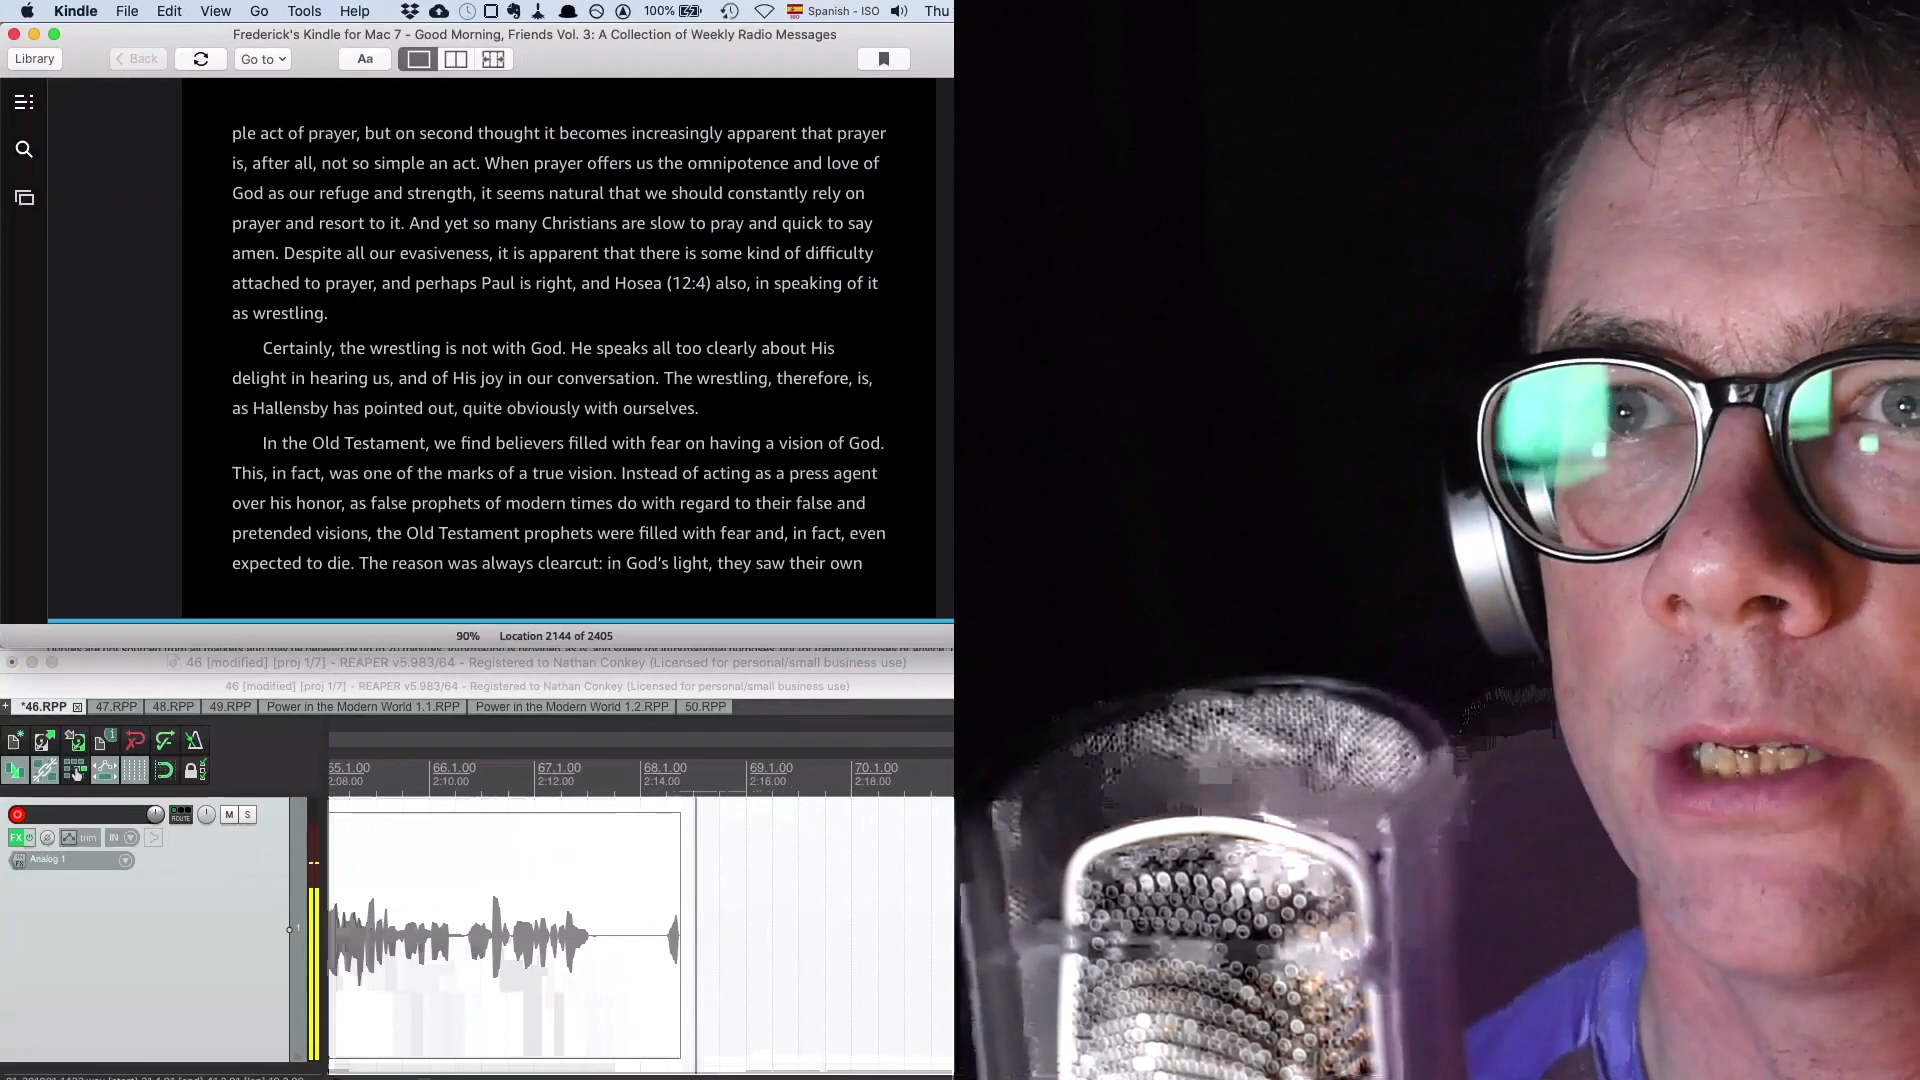 Kindle File Edit View Go Tools Help 100% Spanish - ISO Thu
Frederick's Kindle for Mac 7 - Good Morning, Friends Vol. 3: A Collection of Weekly Radio Messages
Library Back Go to Aa
ple act of prayer, but on second thought it becomes increasingly apparent that prayer
is, after all, not so simple an act. When prayer offers us the omnipotence and love of
God as our refuge and strength, it seems natural that we should constantly rely on
prayer and resort to it. And yet so many Christians are slow to pray and quick to say
amen. Despite all our evasiveness, it is apparent that there is some kind of difficulty
attached to prayer, and perhaps Paul is right, and Hosea (12:4) also, in speaking of it
as wrestling.
Certainly, the wrestling is not with God. He speaks all too clearly about His
delight in hearing us, and of His joy in our conversation. The wrestling, therefore, is,
as Hallensby has pointed out, quite obviously with ourselves.
In the Old Testament, we find believers filled with fear on having a vision of God.
This, in fact, was one of the marks of a true vision. Instead of acting as a press agent
over his honor, as false prophets of modern times do with regard to their false and
pretended visions, the Old Testament prophets were filled with fear and, in fact, even
expected to die. The reason was always clearcut: in God's light, they saw their own
90% Location 2144 of 2405
46 [modified] [proj 1/7] - REAPER v5.983/64 - Registered to Nathan Conkey (Licensed for personal/small business use)
46 [modified] [proj 1/7] - REAPER v5.983/64 - Registered to Nathan Conkey (Licensed for personal/small business use)
+ *46.RPP 47.RPP 48.RPP 49.RPP Power in the Modern World 1.1.RPP Power in the Modern World 1.2.RPP 50.RPP
65.1.00 66.1.00 67.1.00 68.1.00 69.1.00 70.1.00
2:08.00 2:10.00 2:12.00 2:14.00 2:16.00 2:18.00
ROUTE M S
FX trim IN
FX Analog 1
1